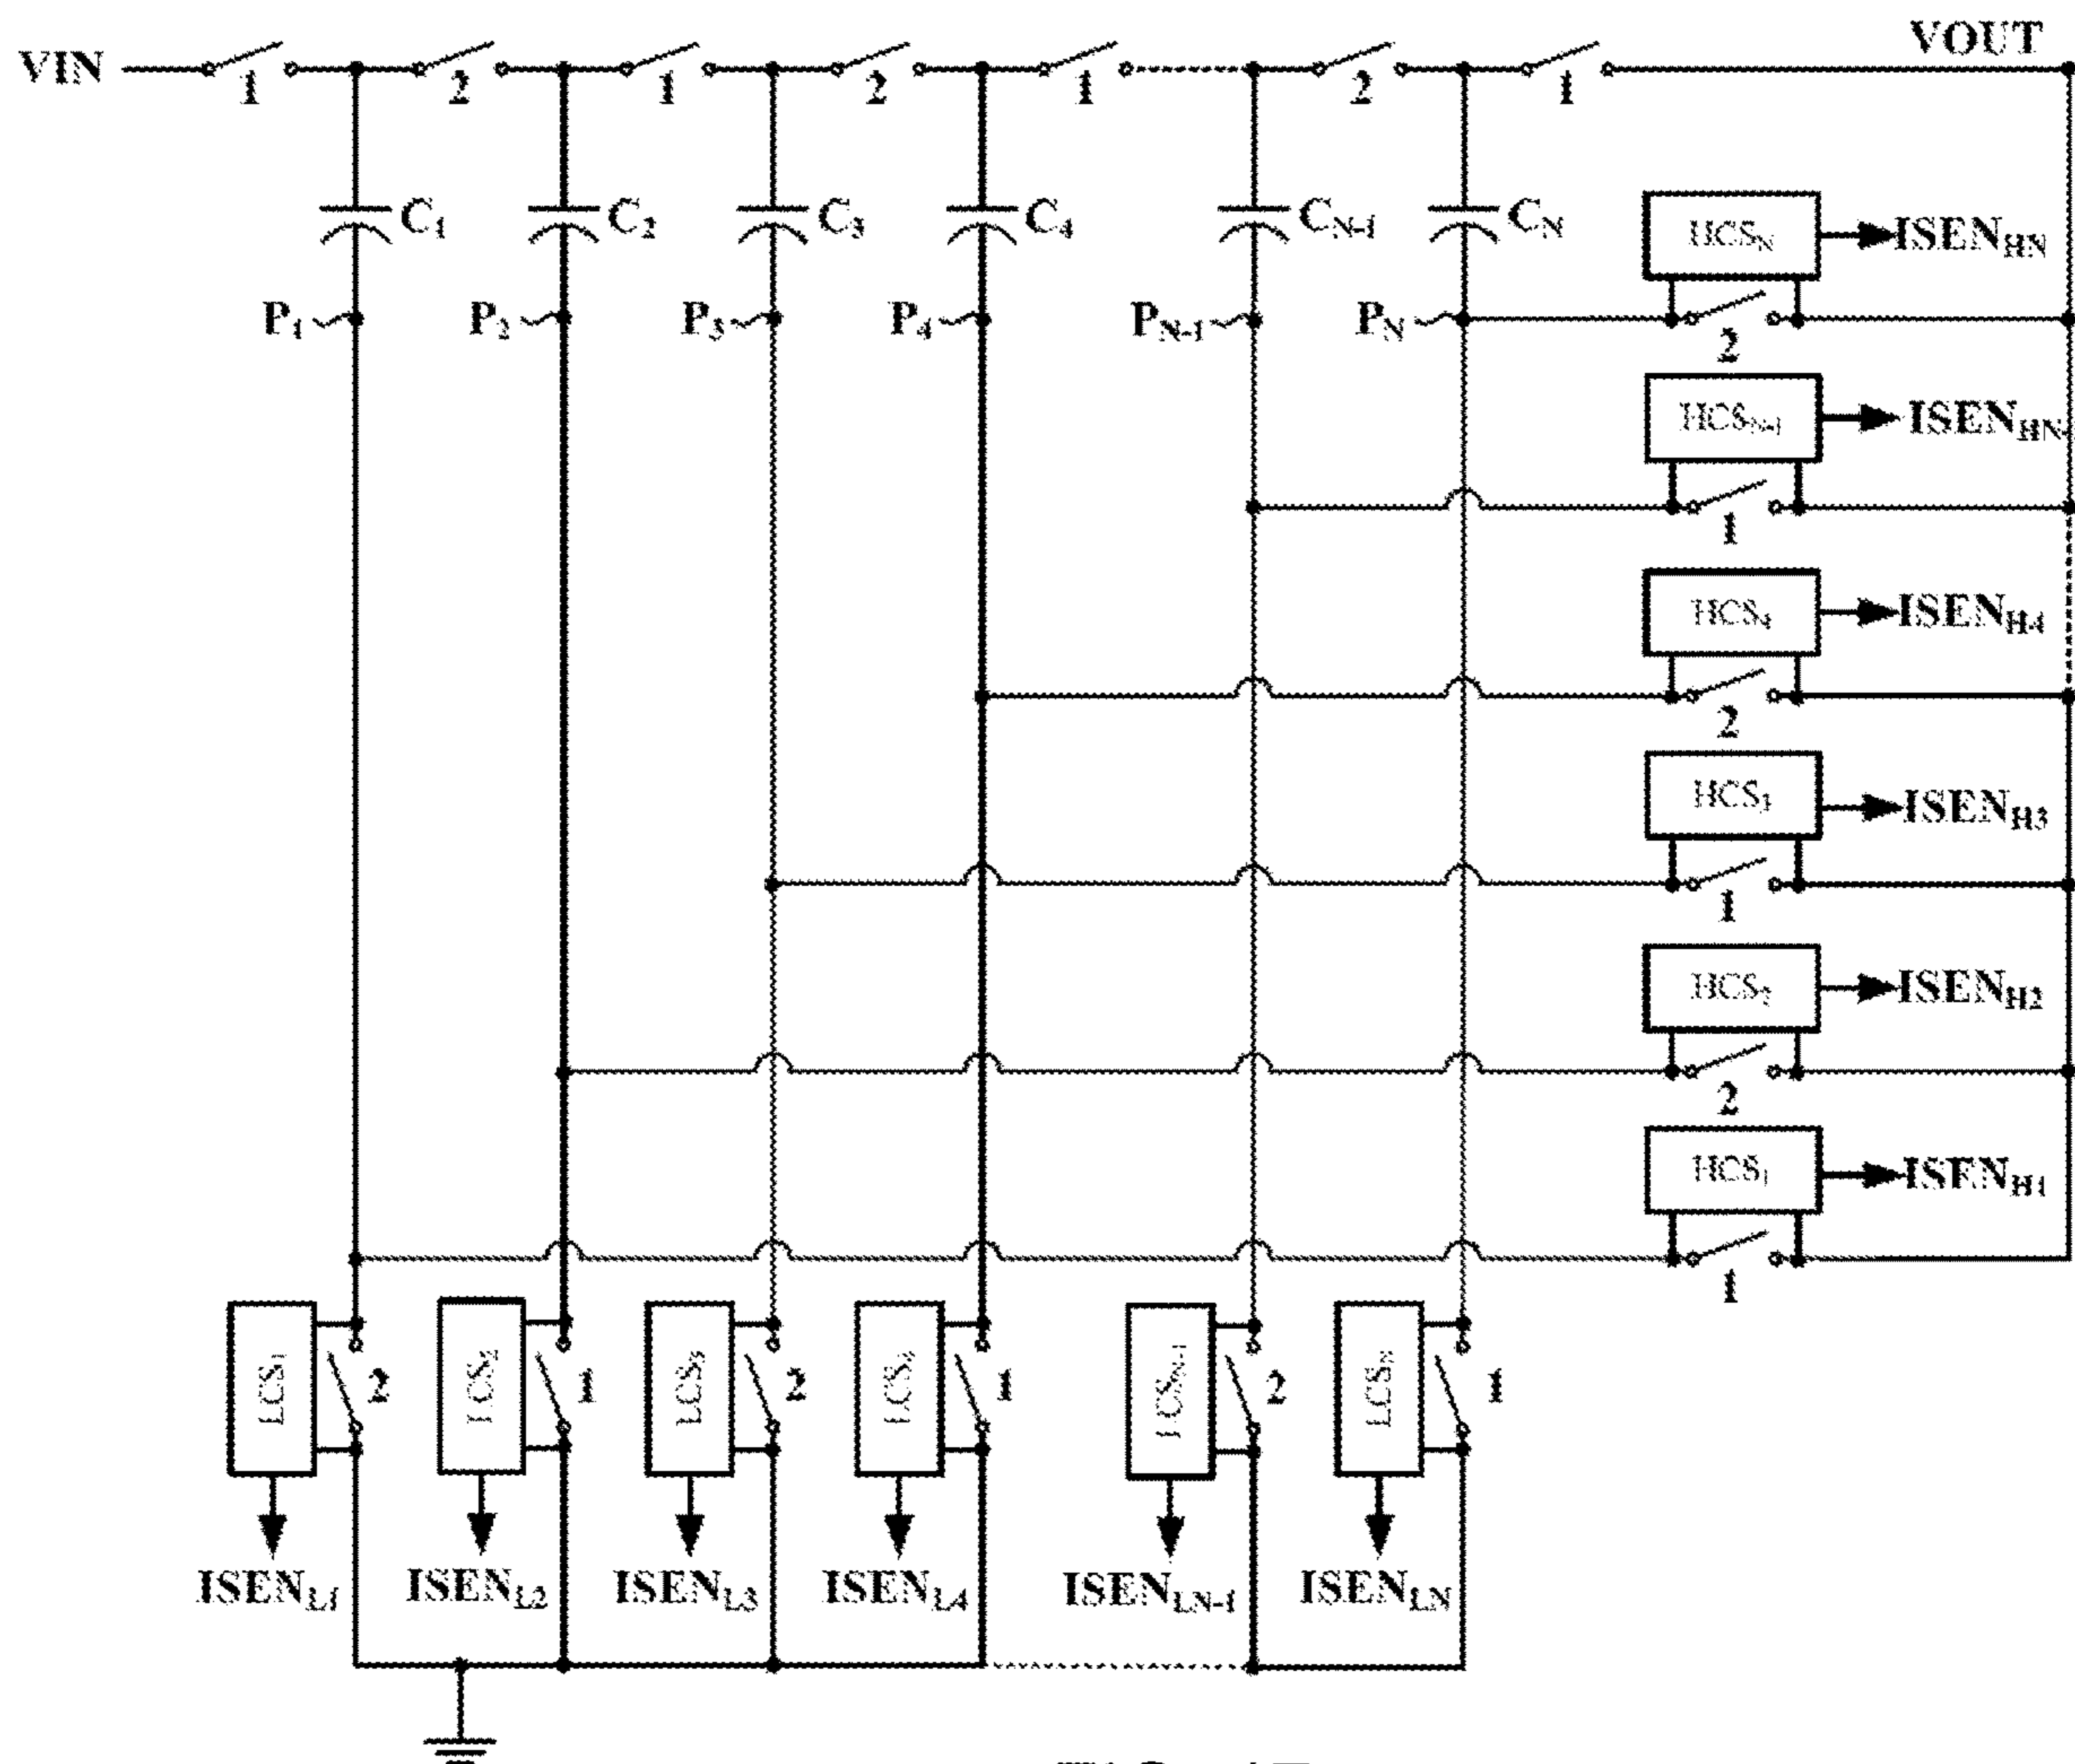 VOUT
VIN 1 2 1 2 1 2 1
C1 C2 C3 C4 CN-1 CN
HCSN ISENHN
P1 P2 P3 P4 PN-1 PN
2
HCSN-1 ISENHN-
1
HCS4 ISENH4
2
HCS3 ISENH3
1
HCS2 ISENH2
2
HCS1 ISENH1
1
LCS1 2 LCS2 1 LCS3 2 LCS4 1 LCSN-1 2 LCSN 1
ISENL1 ISENL2 ISENL3 ISENL4 ISENLN-1 ISENLN